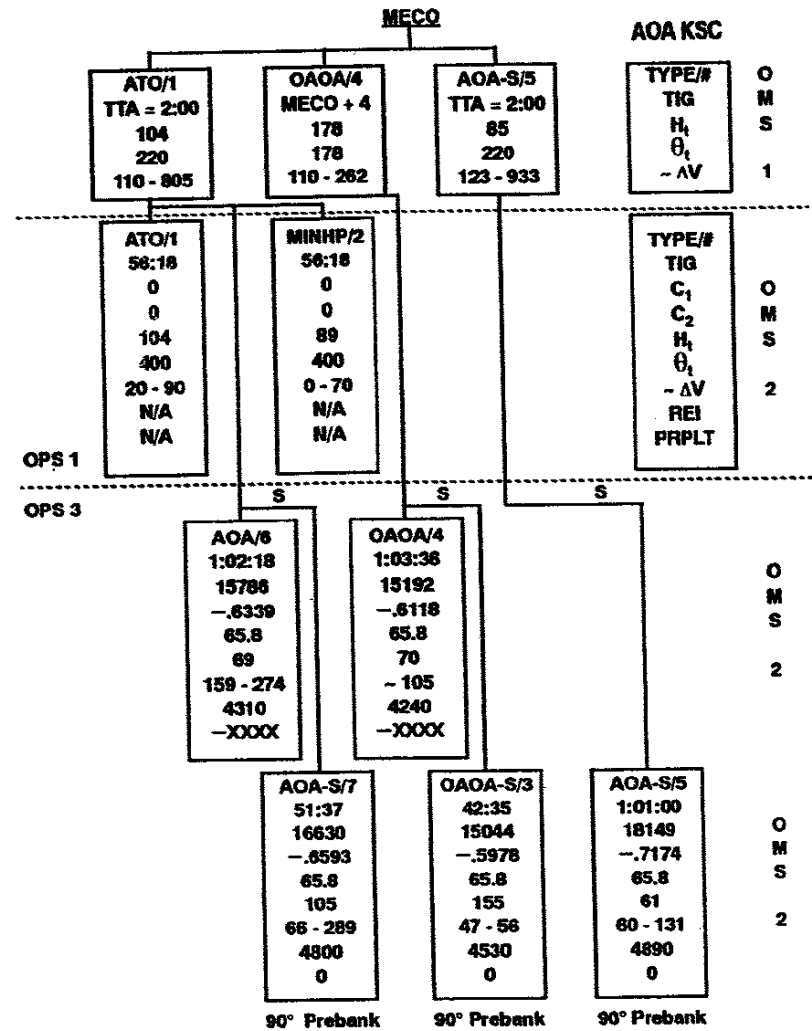 MECO
AOA KSC
ATO/1
TTA = 2:00
104
220
110 - 805
OAOA/4
MECO + 4
178
178
110 - 262
AOA-S/5
TTA = 2:00
85
220
123 - 933
TYPE/#
TIG
Ht
θt
~ ΔV
O
M
S
1
ATO/1
56:18
0
0
104
400
20 - 90
N/A
N/A
MINHP/2
56:18
0
0
89
400
0 - 70
N/A
N/A
TYPE/#
TIG
C1
C2
Ht
θt
~ ΔV
REI
PRPLT
O
M
S
2
OPS 1
OPS 3
S
S
S
AOA/6
1:02:18
15786
—.6339
65.8
69
159 - 274
4310
—XXXX
OAOA/4
1:03:36
15192
—.6118
65.8
70
~ 105
4240
—XXXX
O
M
S
2
AOA-S/7
51:37
16630
—.6593
65.8
105
66 - 289
4800
0
90° Prebank
OAOA-S/3
42:35
15044
—.5978
65.8
155
47 - 56
4530
0
90° Prebank
AOA-S/5
1:01:00
18149
—.7174
65.8
61
60 - 131
4890
0
90° Prebank
O
M
S
2